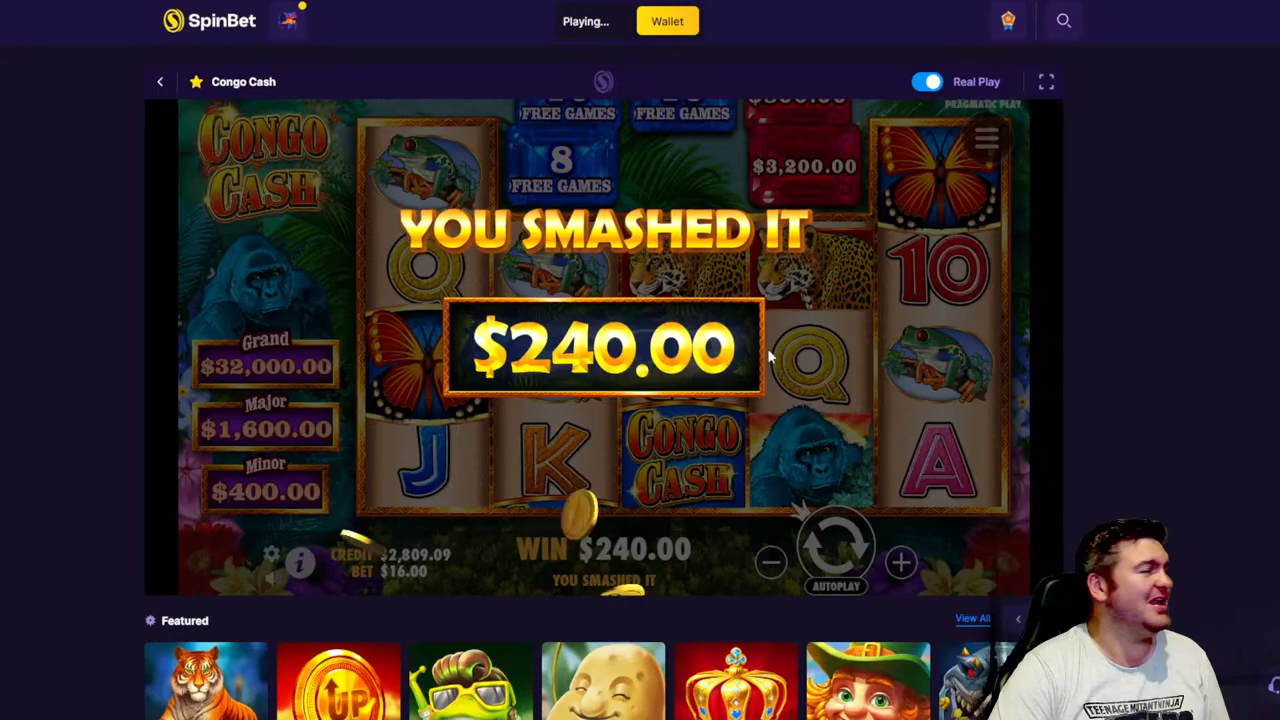 SpinBet
Playing...
Wallet
Congo Cash
Real Play
PRAGMATIC PLAY
CONGO
CASH
FREE GAMES
FREE GAMES
8
FREE GAMES
$3,200.00
YOU SMASHED IT
Q
10
$240.00
Q
Grand
$32,000.00
Major
$1,600.00
Minor
$400.00
J
K
CONGO
CASH
A
CREDIT $2,809.09
BET $16.00
WIN $240.00
YOU SMASHED IT
AUTOPLAY
Featured
View All
UP
TEENAGE MUTANT NINJA